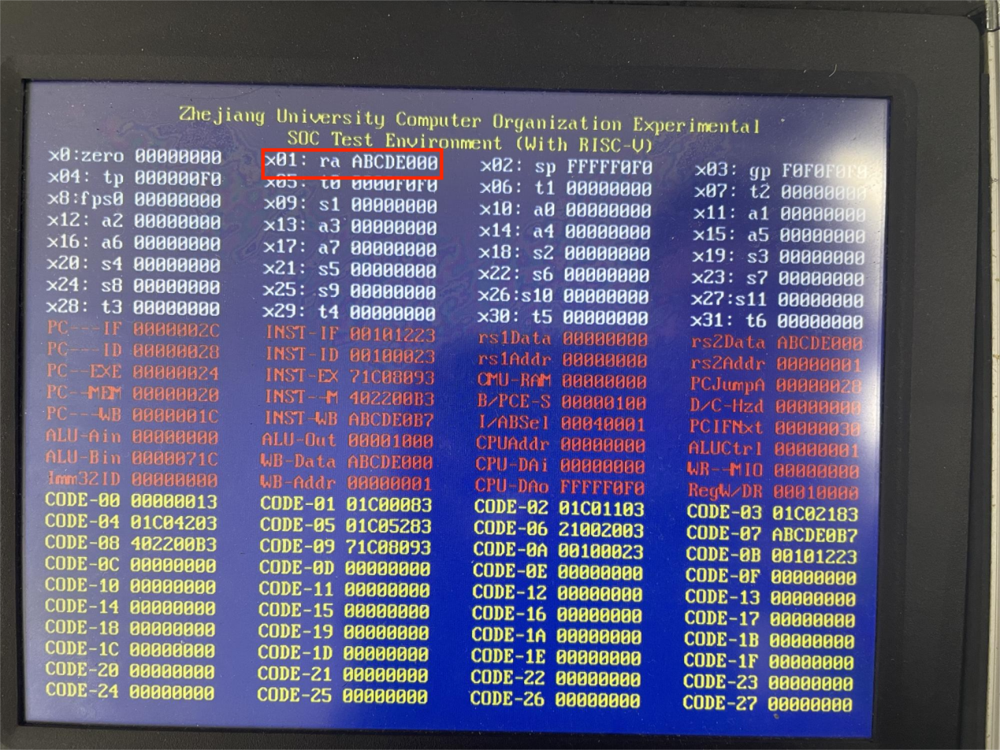 Zhejiang University Computer Organization Experimental
SOC Test Environment (With RISC-V)
x0:zero 00000000 x01: ra ABCDE000 x02: sp FFFFF0F0 x03: gp F0F0F0F0
x04: tp 000000F0 x05: t0 0000F0F0 x06: t1 00000000 x07: t2 00000000
x8:fps0 00000000 x09: s1 00000000 x10: a0 00000000 x11: a1 00000000
x12: a2 00000000 x13: a3 00000000 x14: a4 00000000 x15: a5 00000000
x16: a6 00000000 x17: a7 00000000 x18: s2 00000000 x19: s3 00000000
x20: s4 00000000 x21: s5 00000000 x22: s6 00000000 x23: s7 00000000
x24: s8 00000000 x25: s9 00000000 x26:s10 00000000 x27:s11 00000000
x28: t3 00000000 x29: t4 00000000 x30: t5 00000000 x31: t6 00000000
PC---IF 0000002C INST-IF 00101223 rs1Data 00000000 rs2Data ABCDE000
PC---ID 00000028 INST-ID 00100023 rs1Addr 00000000 rs2Addr 00000001
PC--EXE 00000024 INST-EX 71C08093 CMU-RAM 00000000 PCJumpA 00000028
PC--MEM 00000020 INST--M 402200B3 B/PCE-S 00000100 D/C-Hzd 00000000
PC---WB 0000001C INST-WB ABCDE0B7 I/ABSel 00040001 PCIFNxt 00000030
ALU-Ain 00000000 ALU-Out 00001000 CPUAddr 00000000 ALUCtrl 00000001
ALU-Bin 0000071C WB-Data ABCDE000 CPU-DAi 00000000 WR--MIO 00000000
Imm32ID 00000000 WB-Addr 00000001 CPU-DAo FFFFF0F0 RegW/DR 00010000
CODE-00 00000013 CODE-01 01C00083 CODE-02 01C01103 CODE-03 01C02183
CODE-04 01C04203 CODE-05 01C05283 CODE-06 21002003 CODE-07 ABCDE0B7
CODE-08 402200B3 CODE-09 71C08093 CODE-0A 00100023 CODE-0B 00101223
CODE-0C 00000000 CODE-0D 00000000 CODE-0E 00000000 CODE-0F 00000000
CODE-10 00000000 CODE-11 00000000 CODE-12 00000000 CODE-13 00000000
CODE-14 00000000 CODE-15 00000000 CODE-16 00000000 CODE-17 00000000
CODE-18 00000000 CODE-19 00000000 CODE-1A 00000000 CODE-1B 00000000
CODE-1C 00000000 CODE-1D 00000000 CODE-1E 00000000 CODE-1F 00000000
CODE-20 00000000 CODE-21 00000000 CODE-22 00000000 CODE-23 00000000
CODE-24 00000000 CODE-25 00000000 CODE-26 00000000 CODE-27 00000000